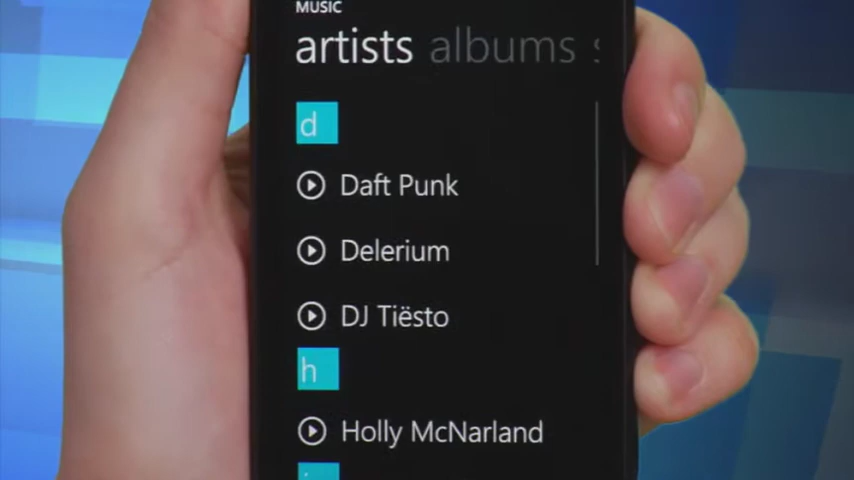 MUSIC
artists albums s
d
Daft Punk
Delerium
DJ Tiësto
h
Holly McNarland